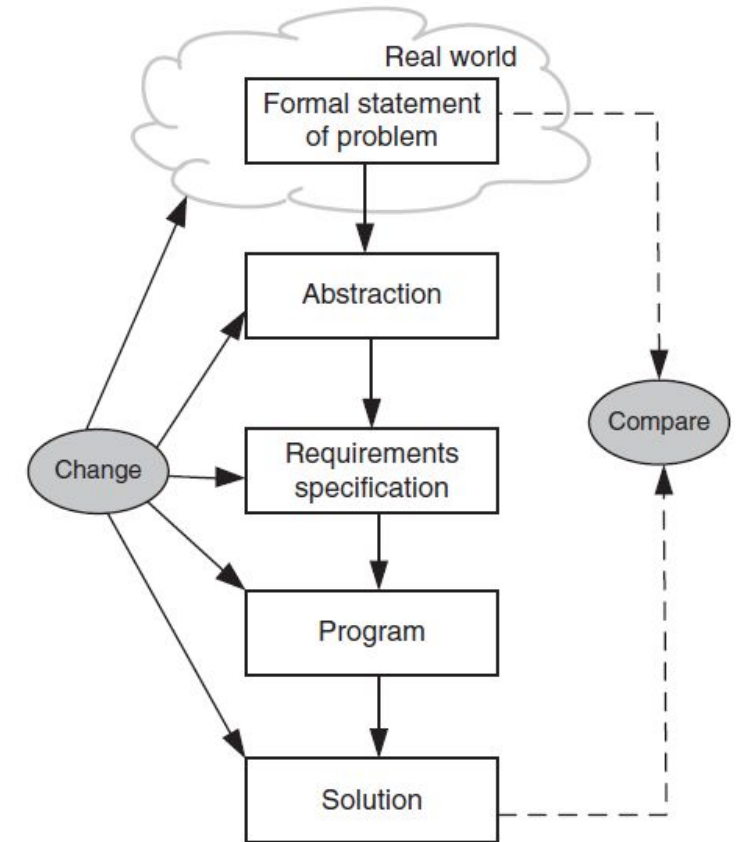 Real world
Formal statement
of problem
Abstraction
Compare
Requirements
specification
Change
Program
Solution